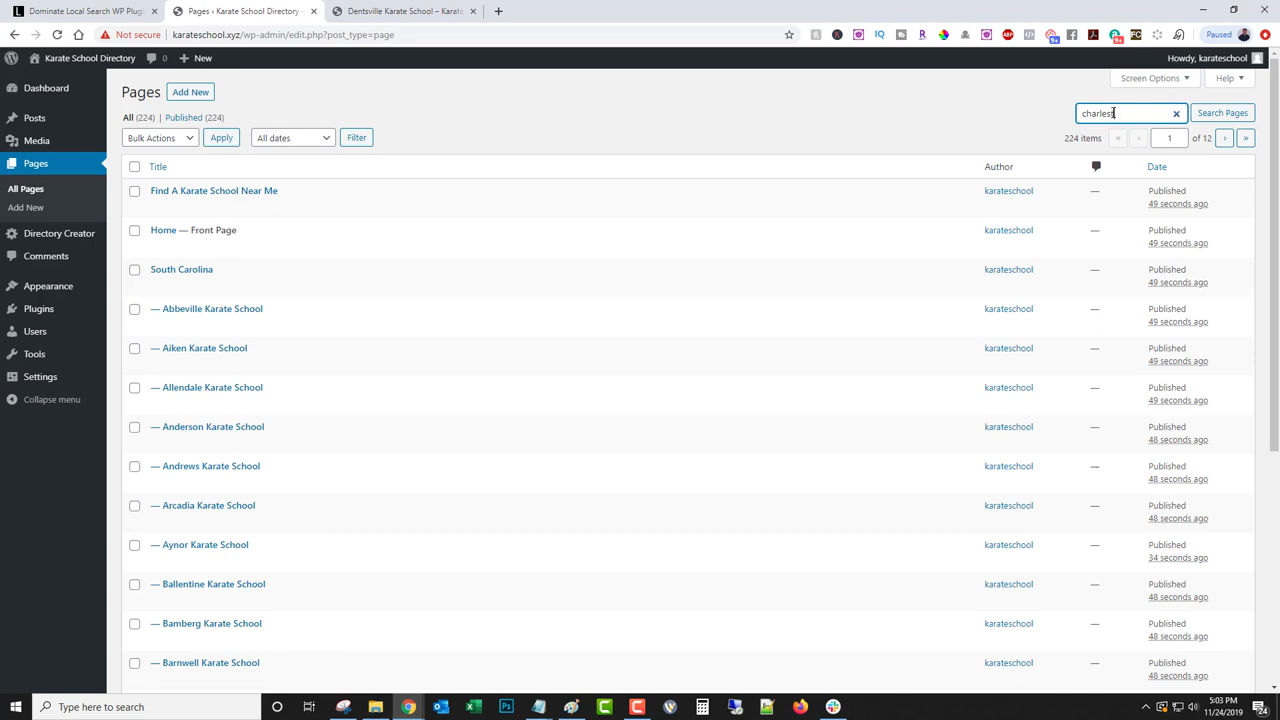 Dominate Local Search WP Plugi
Pages ‹ Karate School Directory –
Dentsville Karate School – Karate
karateschool.xyz/wp-admin/edit.php?post_type=page
Paused
Karate School Directory
0
New
Howdy, karateschool
Dashboard
Posts
Media
Pages
All Pages
Add New
Directory Creator
Comments
Appearance
Plugins
Users
Tools
Settings
Collapse menu
Pages
Add New
Screen Options
Help
All (224) | Published (224)
charless
Search Pages
Bulk Actions
Apply
All dates
Filter
224 items « ‹ 1 of 12 › »
Title Author Date
Find A Karate School Near Me karateschool — Published
49 seconds ago
Home — Front Page karateschool — Published
49 seconds ago
South Carolina karateschool — Published
49 seconds ago
— Abbeville Karate School karateschool — Published
49 seconds ago
— Aiken Karate School karateschool — Published
49 seconds ago
— Allendale Karate School karateschool — Published
49 seconds ago
— Anderson Karate School karateschool — Published
48 seconds ago
— Andrews Karate School karateschool — Published
48 seconds ago
— Arcadia Karate School karateschool — Published
48 seconds ago
— Aynor Karate School karateschool — Published
34 seconds ago
— Ballentine Karate School karateschool — Published
48 seconds ago
— Bamberg Karate School karateschool — Published
48 seconds ago
— Barnwell Karate School karateschool — Published
48 seconds ago
Type here to search
5:03 PM
11/24/2019